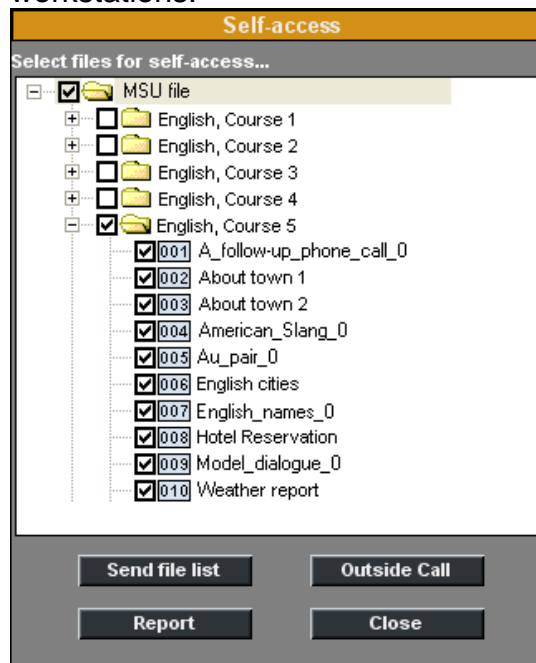 workstations.
Self-access
Select files for self-access...
MSU file
English, Course 1
English, Course 2
English, Course 3
English, Course 4
English, Course 5
001 A_follow-up_phone_call_0
002 About town 1
003 About town 2
004 American_Slang_0
005 Au_pair_0
006 English cities
007 English_names_0
008 Hotel Reservation
009 Model_dialogue_0
010 Weather report
Send file list Outside Call
Report Close